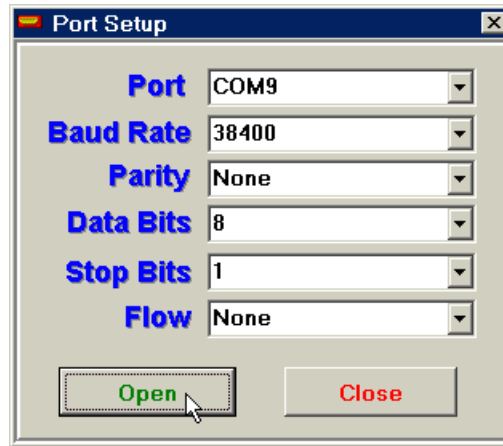 Port Setup
Port COM9
Baud Rate 38400
Parity None
Data Bits 8
Stop Bits 1
Flow None
Open Close